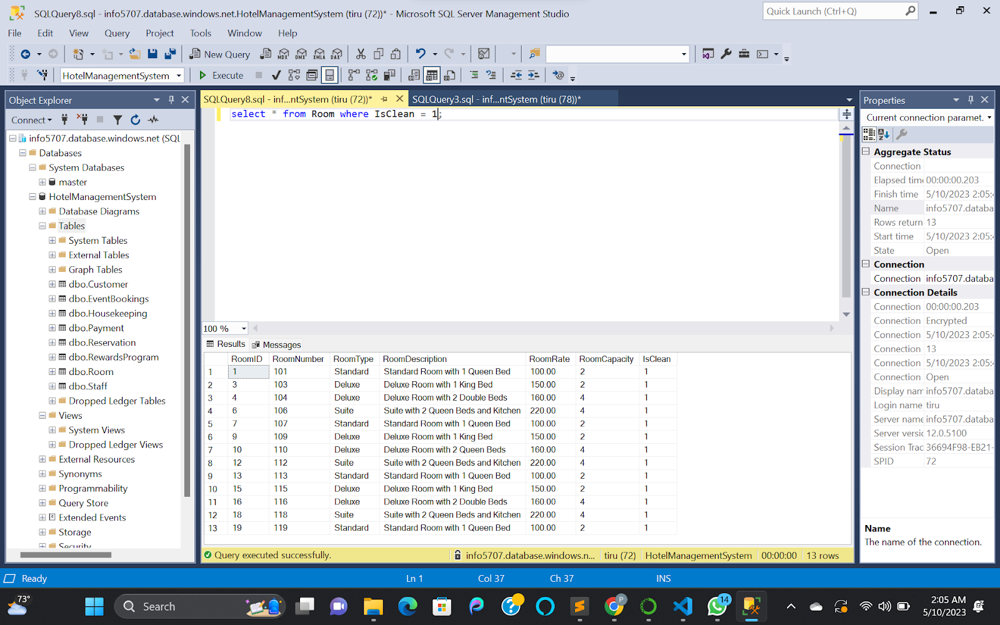 SQLQuery8.sql - info5707.database.windows.net.HotelManagementSystem (tiru (72))* - Microsoft SQL Server Management Studio
Quick Launch (Ctrl+Q)
File Edit View Query Project Tools Window Help
New Query MDX DMX XMLA DAX
HotelManagementSystem Execute
Object Explorer
Connect
info5707.database.windows.net (SQL
Databases
System Databases
master
HotelManagementSystem
Database Diagrams
Tables
System Tables
External Tables
Graph Tables
dbo.Customer
dbo.EventBookings
dbo.Housekeeping
dbo.Payment
dbo.Reservation
dbo.RewardsProgram
dbo.Room
dbo.Staff
Dropped Ledger Tables
Views
System Views
Dropped Ledger Views
External Resources
Synonyms
Programmability
Query Store
Extended Events
Storage
Security
SQLQuery8.sql - inf...ntSystem (tiru (72))* SQLQuery3.sql - inf...ntSystem (tiru (78))*
select * from Room where IsClean = 1;
100 %
Results Messages
RoomID RoomNumber RoomType RoomDescription RoomRate RoomCapacity IsClean
1 1 101 Standard Standard Room with 1 Queen Bed 100.00 2 1
2 3 103 Deluxe Deluxe Room with 1 King Bed 150.00 2 1
3 4 104 Deluxe Deluxe Room with 2 Double Beds 160.00 4 1
4 6 106 Suite Suite with 2 Queen Beds and Kitchen 220.00 4 1
5 7 107 Standard Standard Room with 1 Queen Bed 100.00 2 1
6 9 109 Deluxe Deluxe Room with 1 King Bed 150.00 2 1
7 10 110 Deluxe Deluxe Room with 2 Queen Beds 160.00 4 1
8 12 112 Suite Suite with 2 Queen Beds and Kitchen 220.00 4 1
9 13 113 Standard Standard Room with 1 Queen Bed 100.00 2 1
10 15 115 Deluxe Deluxe Room with 1 King Bed 150.00 2 1
11 16 116 Deluxe Deluxe Room with 2 Double Beds 160.00 4 1
12 18 118 Suite Suite with 2 Queen Beds and Kitchen 220.00 4 1
13 19 119 Standard Standard Room with 1 Queen Bed 100.00 2 1
Query executed successfully. info5707.database.windows.n... tiru (72) HotelManagementSystem 00:00:00 13 rows
Properties
Current connection paramet.
Aggregate Status
Connection
Elapsed time 00:00:00.203
Finish time 5/10/2023 2:05:
Name info5707.databa
Rows return 13
Start time 5/10/2023 2:05:
State Open
Connection
Connection info5707.databa
Connection Details
Connection 00:00:00.203
Connection Encrypted
Connection 5/10/2023 2:05:
Connection 13
Connection 5/10/2023 2:05:
Connection Open
Display nam info5707.databa
Login name tiru
Server name info5707.databa
Server versic 12.0.5100
Session Trac 36694F98-EB21-
SPID 72
Name
The name of the connection.
Ready Ln 1 Col 37 Ch 37 INS
73° Search 14 2:05 AM
5/10/2023